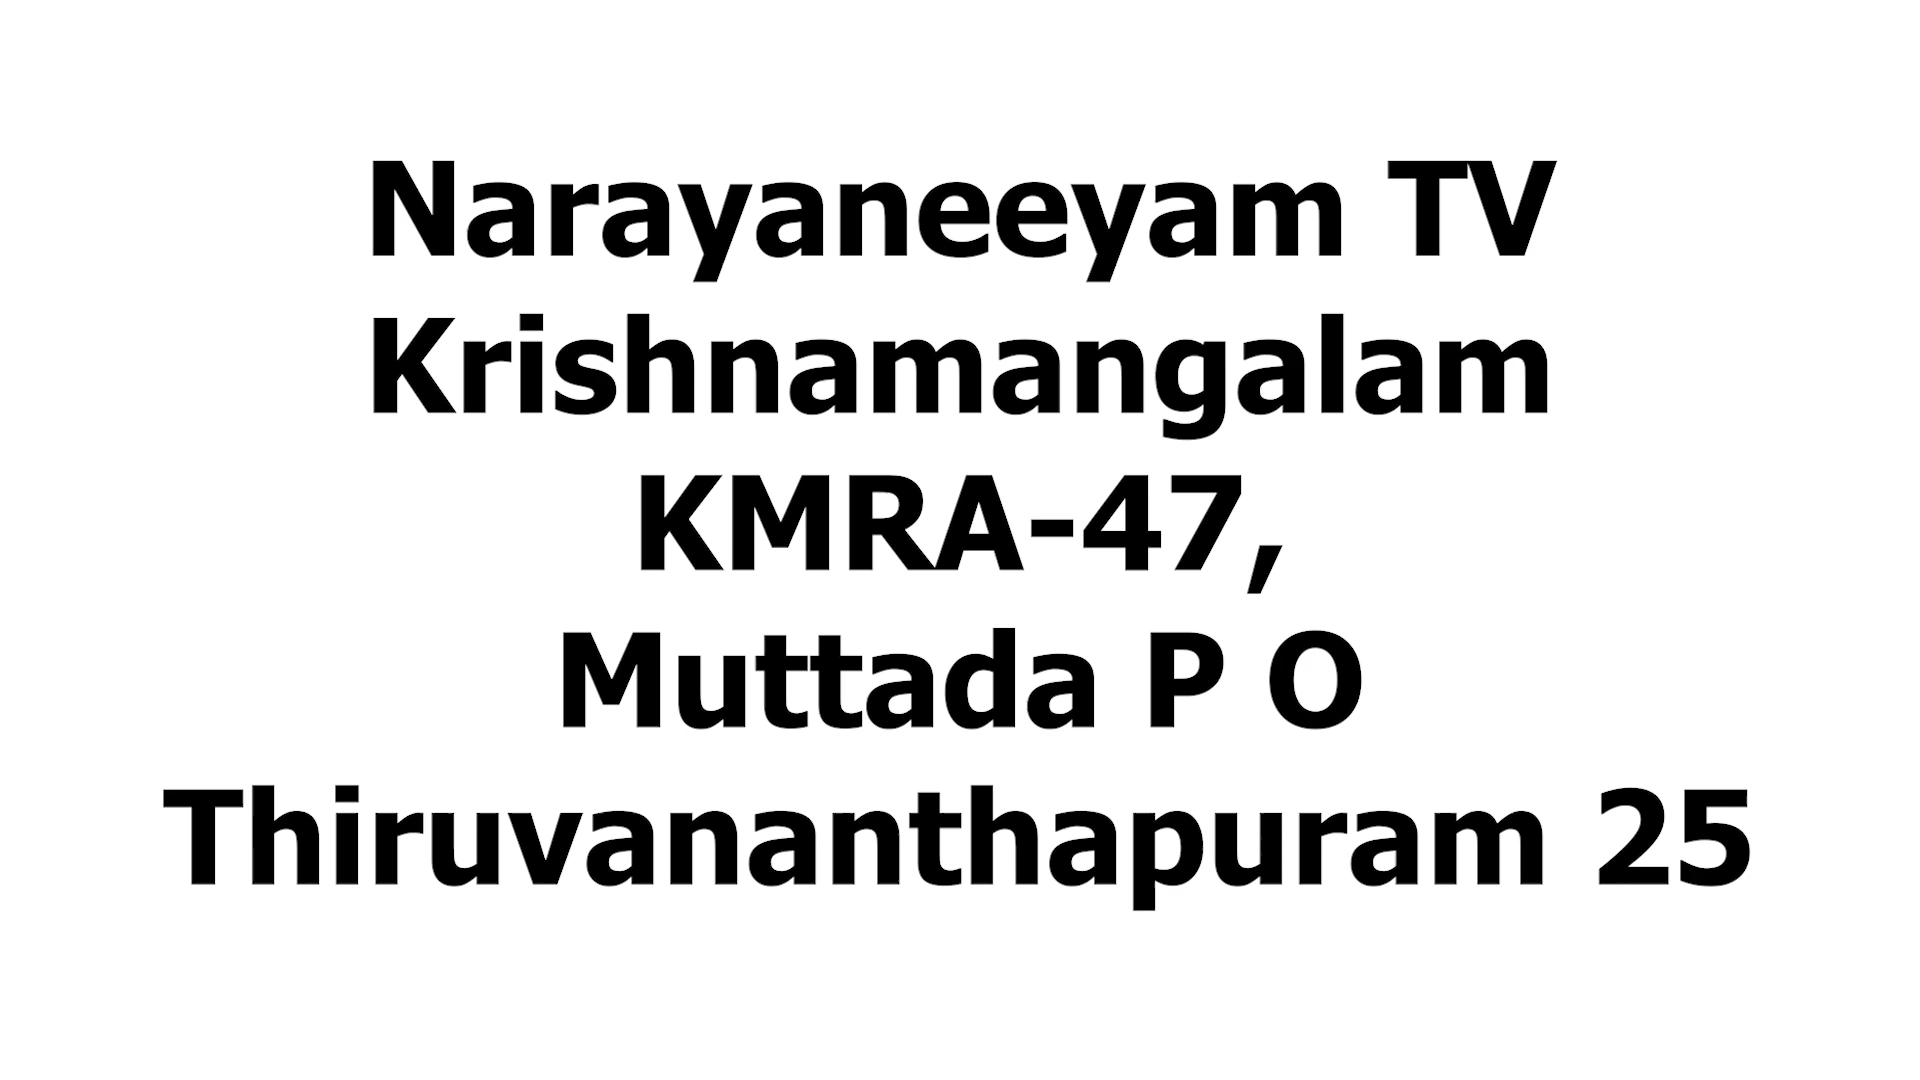 Narayaneeyam TV
Krishnamangalam
KMRA-47,
Muttada P O
Thiruvananthapuram 25